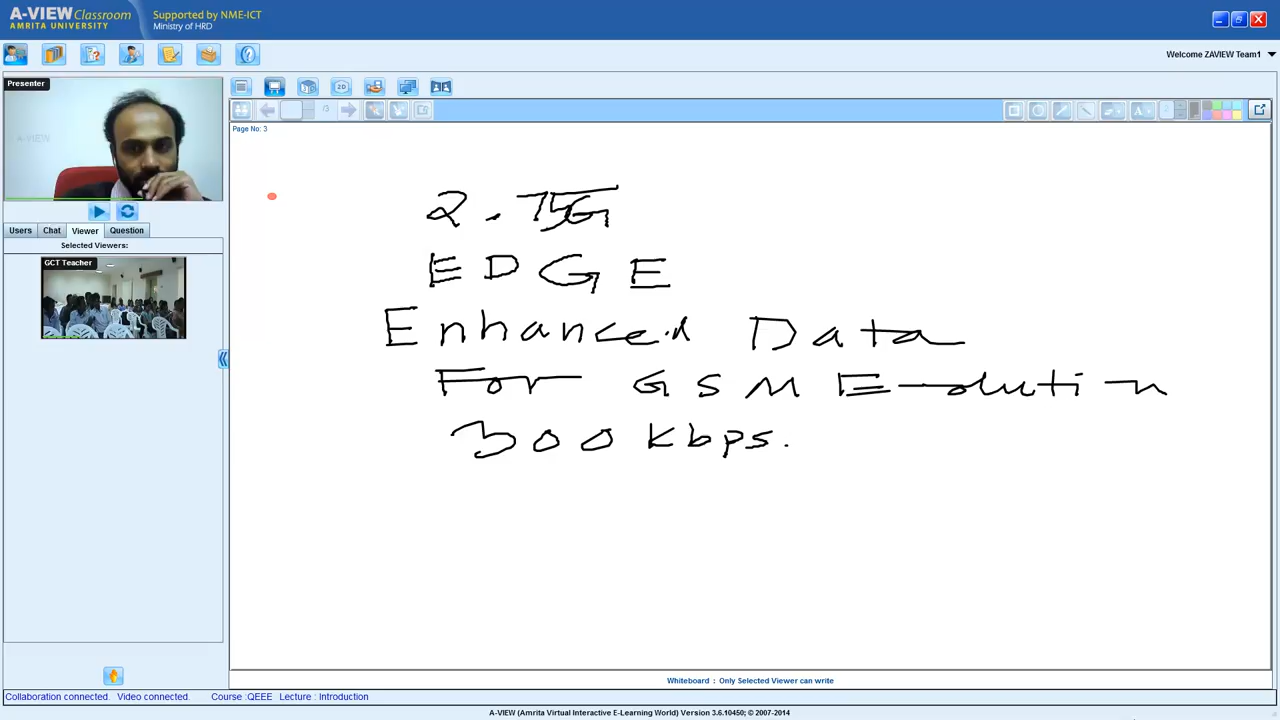 A-VIEW Classroom
AMRITA UNIVERSITY
Supported by NME-ICT
Ministry of HRD
Welcome ZAVIEW Team1
Presenter
A-VIEW
Page No: 3
/3
Users Chat Viewer Question
Selected Viewers:
GCT Teacher
2.75G
EDGE
Enhanced Data
For GSM Evolution
300 kbps.
Whiteboard : Only Selected Viewer can write
Collaboration connected. Video connected. Course :QEEE Lecture : Introduction
A-VIEW (Amrita Virtual Interactive E-Learning World) Version 3.6.10450; © 2007-2014